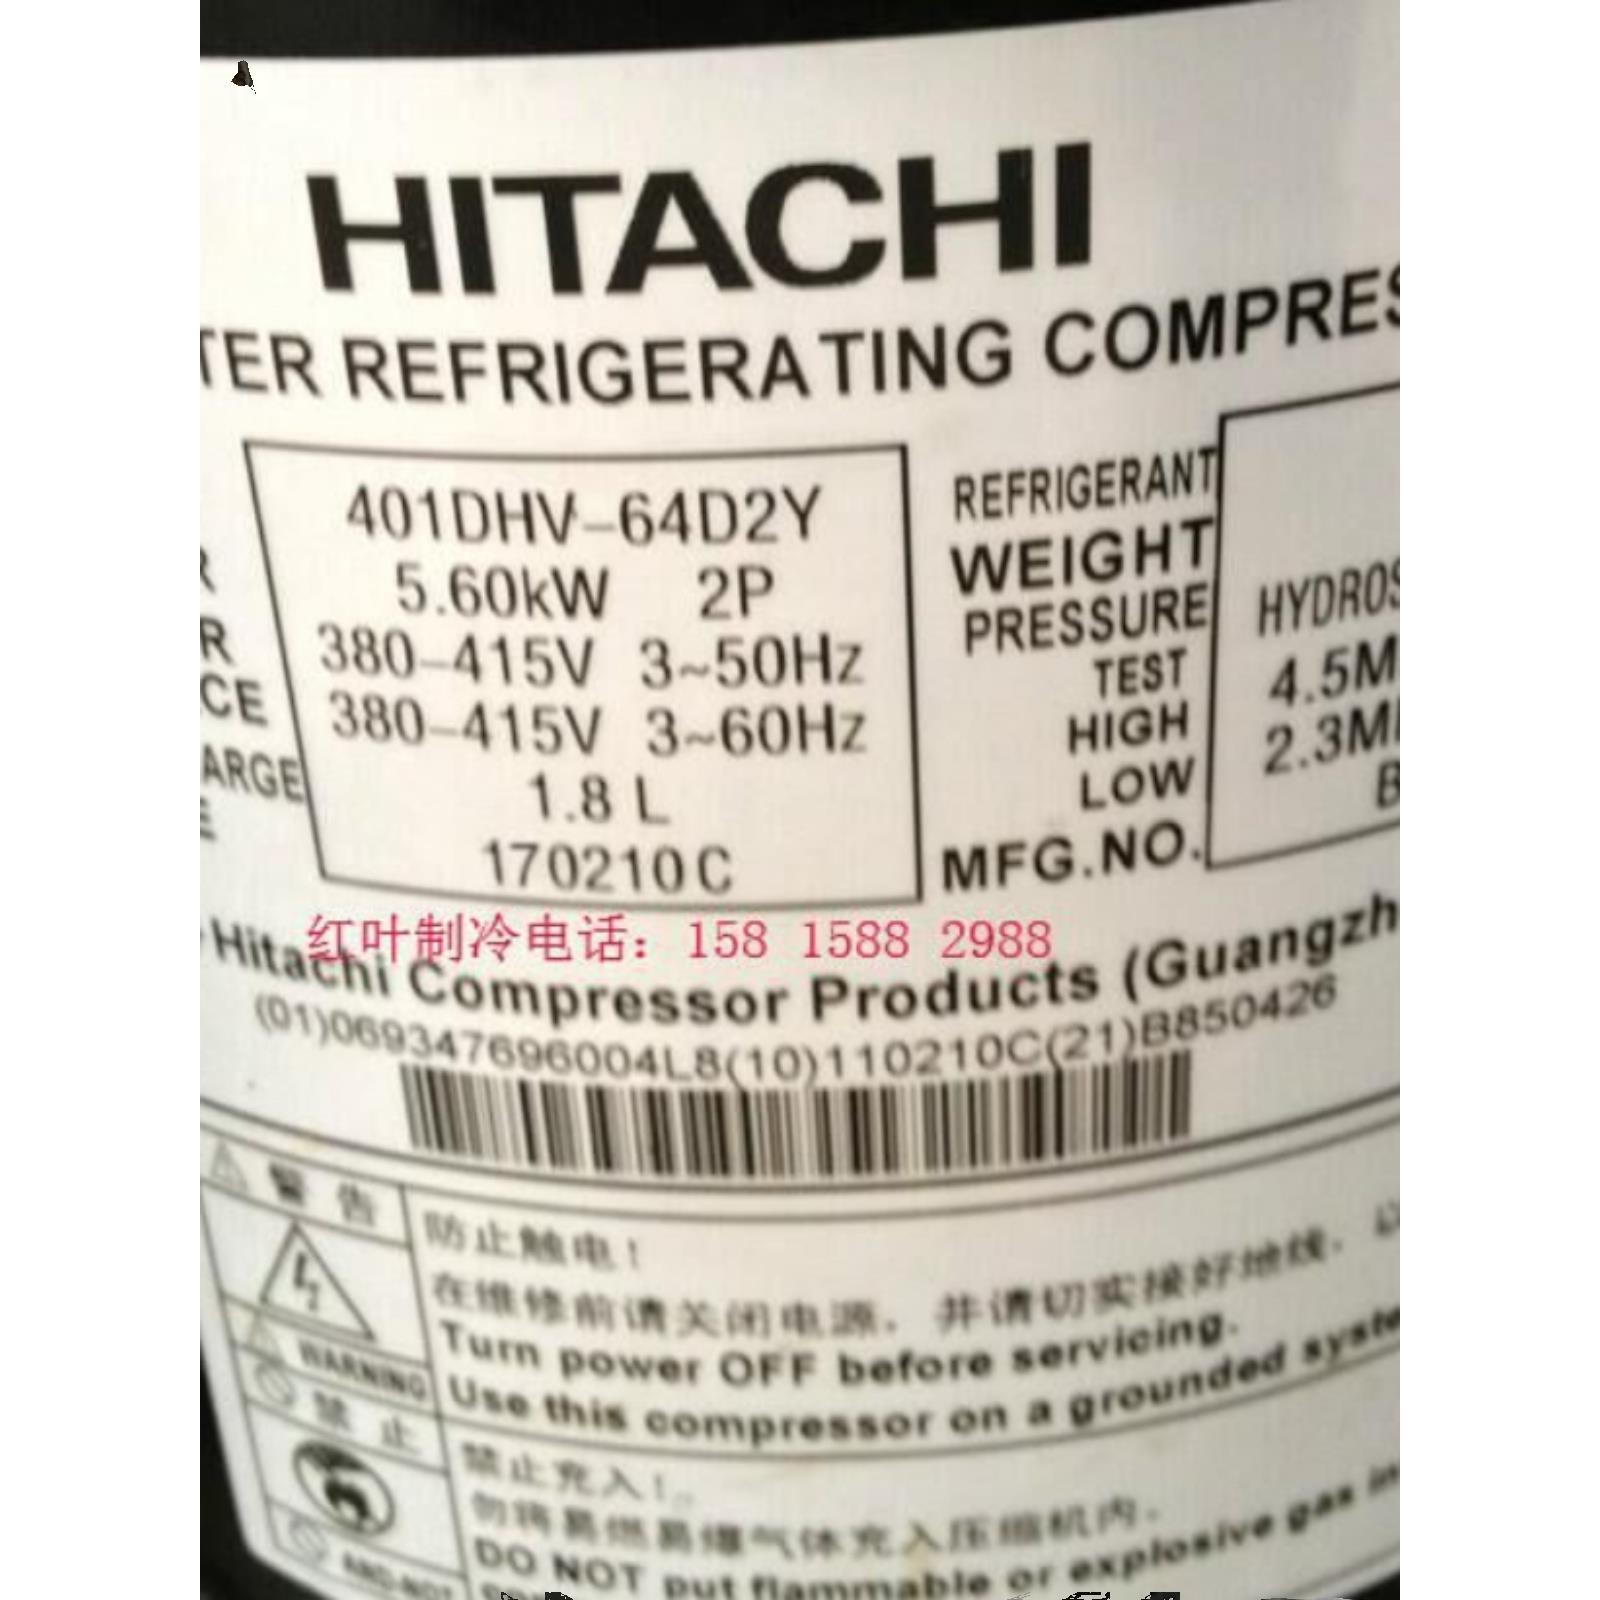 HITACHI
TER REFRIGERATING COMPRES
401DHV-64D2Y
5.60kW 2P
380-415V 3~50Hz
380-415V 3~60Hz
1.8 L
170210C
R
R
CE
ARGE
E
REFRIGERANT
WEIGHT
PRESSURE
TEST
HIGH
LOW
MFG.NO.
HYDROS
4.5M
2.3M
B
红叶制冷电话：158 1588 2988
Hitachi Compressor Products (Guangzh
(01)069347696004L8(10)110210C(21)B850426
警告
防止触电！
在维修前请关闭电源，并请切实接好地线，以
Turn power OFF before servicing.
Use this compressor on a grounded syste
WARNING
禁止
禁止充入！
勿将易燃易爆气体充入压缩机内。
DO NOT put flammable or explosive gas in